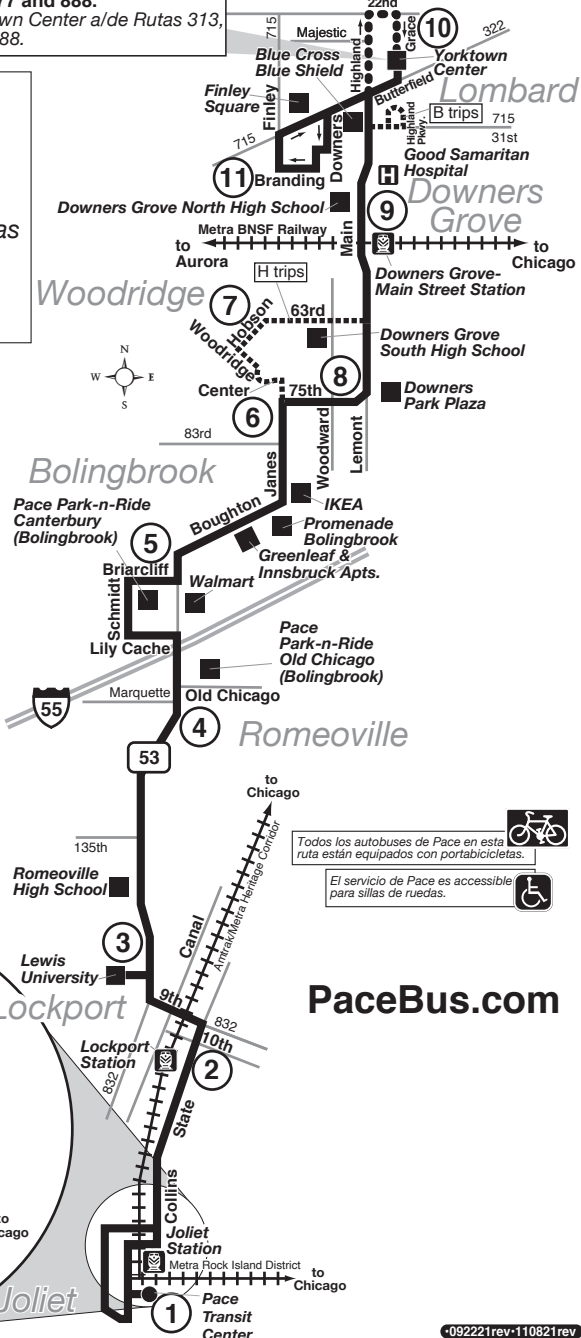 77 and 888.
wn Center a/de Rutas 313,
88.
as
22nd
715
Majestic
Highland
Grace
10
322
Blue Cross
Blue Shield
Yorktown
Center
Finley
Square
Finley
Butterfield
Lombard
Downers
Highland
Pkwy.
B trips
715
31st
715
Good Samaritan
Hospital
H
11
Branding
Downers
Grove
Downers Grove North High School
9
Metra BNSF Railway
Main
to
Aurora
to
Chicago
Downers Grove-
Main Street Station
Woodridge
H trips
7
Hobson
63rd
Woodridge
Downers Grove
South High School
N
W
E
S
8
Center
75th
Downers
Park Plaza
6
Woodward
Lemont
83rd
Bolingbrook
Janes
Pace Park-n-Ride
Canterbury
(Bolingbrook)
Boughton
IKEA
Promenade
Bolingbrook
5
Greenleaf &
Innsbruck Apts.
Briarcliff
Walmart
Schmidt
Lily Cache
Pace
Park-n-Ride
Old Chicago
(Bolingbrook)
Marquette
Old Chicago
55
4
Romeoville
53
to
Chicago
135th
Todos los autobuses de Pace en esta
ruta están equipados con portabicicletas.
Romeoville
High School
El servicio de Pace es accessible
para sillas de ruedas.
Amtrak/Metra Heritage Corridor
Canal
3
Lewis
University
9th
PaceBus.com
Lockport
832
10th
Lockport
Station
2
832
State
Collins
to
cago
Joliet
Station
Metra Rock Island District
to
Chicago
Joliet
1
Pace
Transit
Center
•092221rev•110821rev